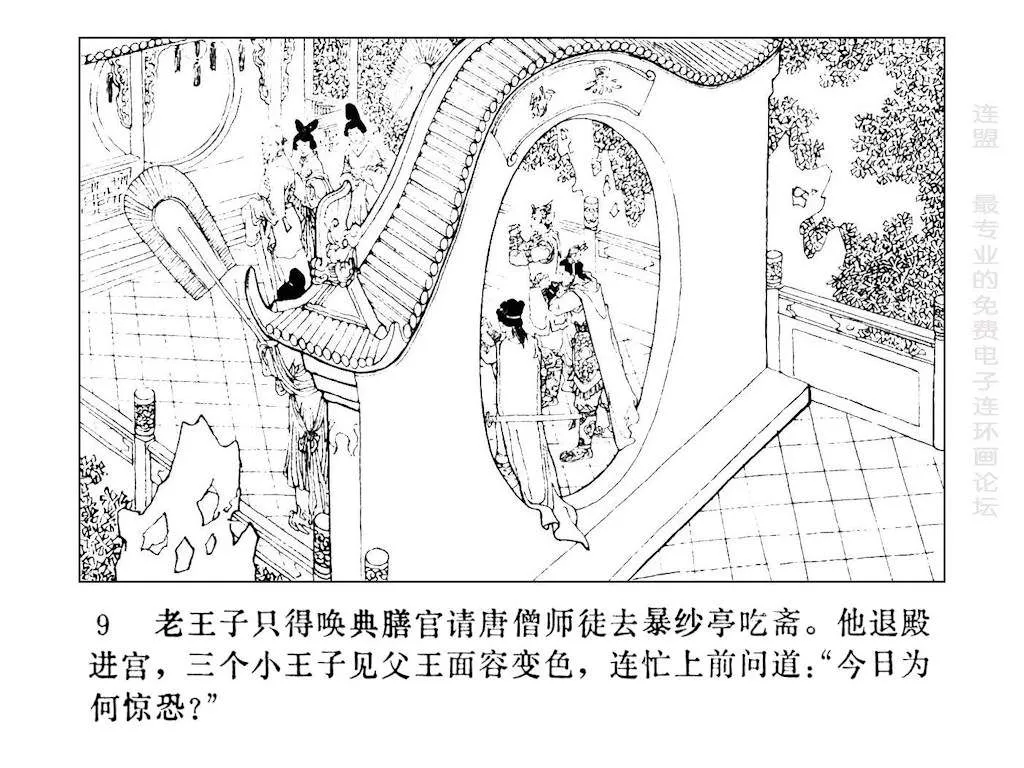 暴纱
9 老王子只得唤典膳官请唐僧师徒去暴纱亭吃斋。他退殿
进宫，三个小王子见父王面容变色，连忙上前问道：“今日为
何惊恐？”
连盟 最专业的免费电子连环画论坛